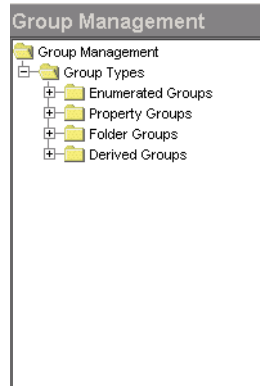 Group Management
Group Management
Group Types
Enumerated Groups
Property Groups
Folder Groups
Derived Groups